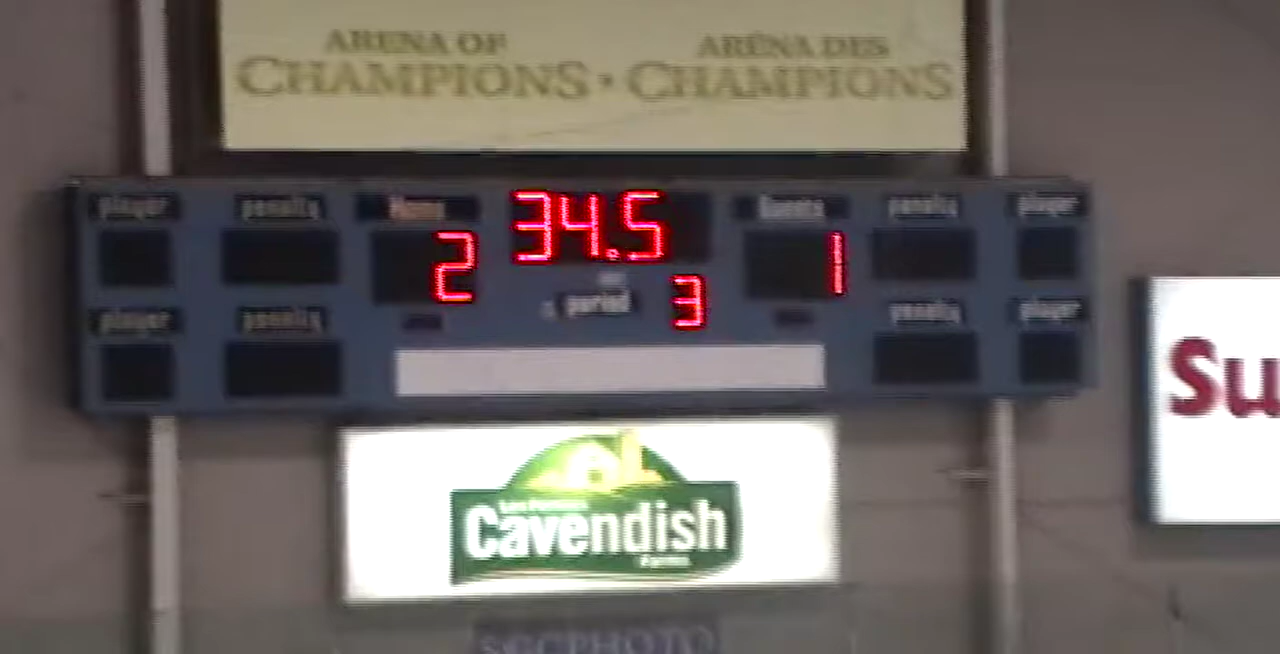 ARENA OF
CHAMPIONS • 
ARÉNA DES
CHAMPIONS
player penalty Home 34.5 Guests penalty player
2 1
period 3
player penalty penalty player
Su
Cavendish
Farms